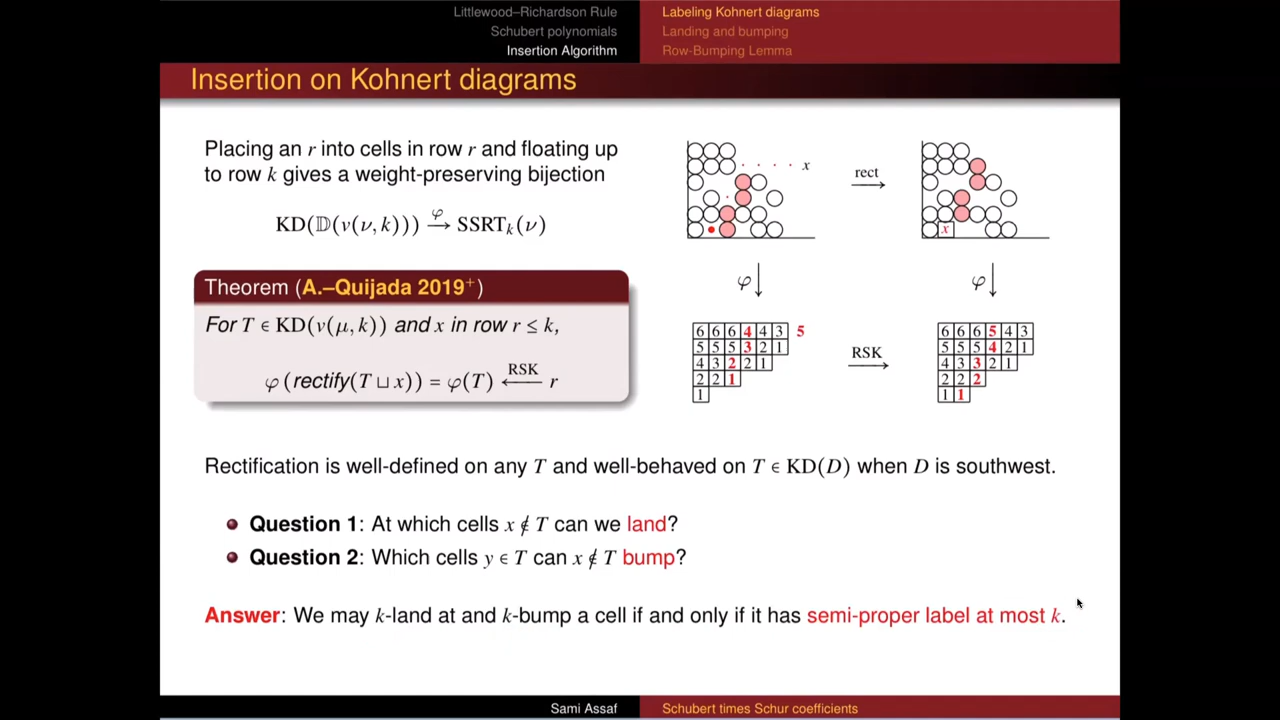 Littlewood–Richardson Rule
Schubert polynomials
Insertion Algorithm
Labeling Kohnert diagrams
Landing and bumping
Row-Bumping Lemma
Insertion on Kohnert diagrams
Placing an r into cells in row r and floating up
to row k gives a weight-preserving bijection
KD(𝔻(v(ν, k))) φ→ SSRTₖ(ν)
Theorem (A.–Quijada 2019⁺)
For T ∈ KD(v(μ, k)) and x in row r ≤ k,
φ (rectify(T ⊔ x)) = φ(T) RSK← r
x
rect
x
φ
φ
6 6 6 4 4 3 5
5 5 5 3 2 1
4 3 2 2 1
2 2 1
1
RSK
6 6 6 5 4 3
5 5 5 4 2 1
4 3 3 2 1
2 2 2
1 1
Rectification is well-defined on any T and well-behaved on T ∈ KD(D) when D is southwest.
Question 1: At which cells x ∉ T can we land?
Question 2: Which cells y ∈ T can x ∉ T bump?
Answer: We may k-land at and k-bump a cell if and only if it has semi-proper label at most k.
Sami Assaf
Schubert times Schur coefficients